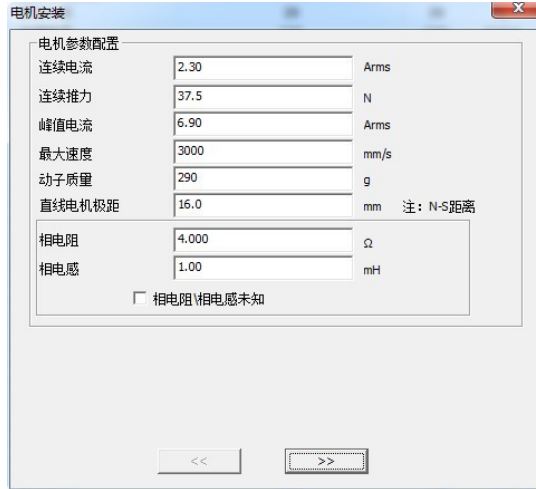 电机安装
电机参数配置
连续电流 2.30 Arms
连续推力 37.5 N
峰值电流 6.90 Arms
最大速度 3000 mm/s
动子质量 290 g
直线电机极距 16.0 mm 注：N-S距离
相电阻 4.000 Ω
相电感 1.00 mH
相电阻\相电感未知
<< >>